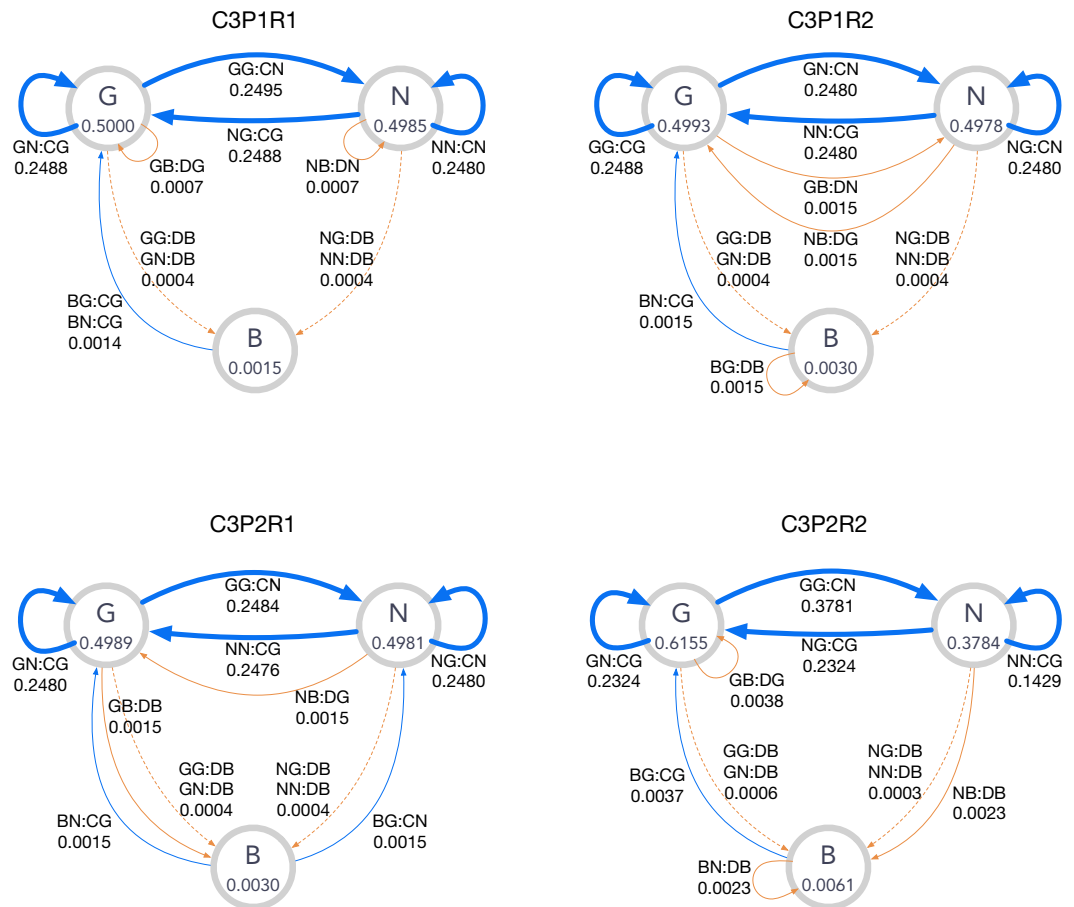 C3P1R1
G
0.5000
N
0.4985
GG:CN
0.2495
NG:CG
0.2488
GN:CG
0.2488
NN:CN
0.2480
GB:DG
0.0007
NB:DN
0.0007
GG:DB
GN:DB
0.0004
NG:DB
NN:DB
0.0004
BG:CG
BN:CG
0.0014
B
0.0015
C3P1R2
G
0.4993
N
0.4978
GN:CN
0.2480
NN:CG
0.2480
GG:CG
0.2488
NG:CN
0.2480
GB:DN
0.0015
NB:DG
0.0015
GG:DB
GN:DB
0.0004
NG:DB
NN:DB
0.0004
BN:CG
0.0015
B
0.0030
BG:DB
0.0015
C3P2R1
G
0.4989
N
0.4981
GG:CN
0.2484
NN:CG
0.2476
GN:CG
0.2480
NG:CN
0.2480
GB:DB
0.0015
NB:DG
0.0015
GG:DB
GN:DB
0.0004
NG:DB
NN:DB
0.0004
BN:CG
0.0015
BG:CN
0.0015
B
0.0030
C3P2R2
G
0.6155
N
0.3784
GG:CN
0.3781
NG:CG
0.2324
GN:CG
0.2324
NN:CG
0.1429
GB:DG
0.0038
GG:DB
GN:DB
0.0006
NG:DB
NN:DB
0.0003
BG:CG
0.0037
NB:DB
0.0023
BN:DB
0.0023
B
0.0061